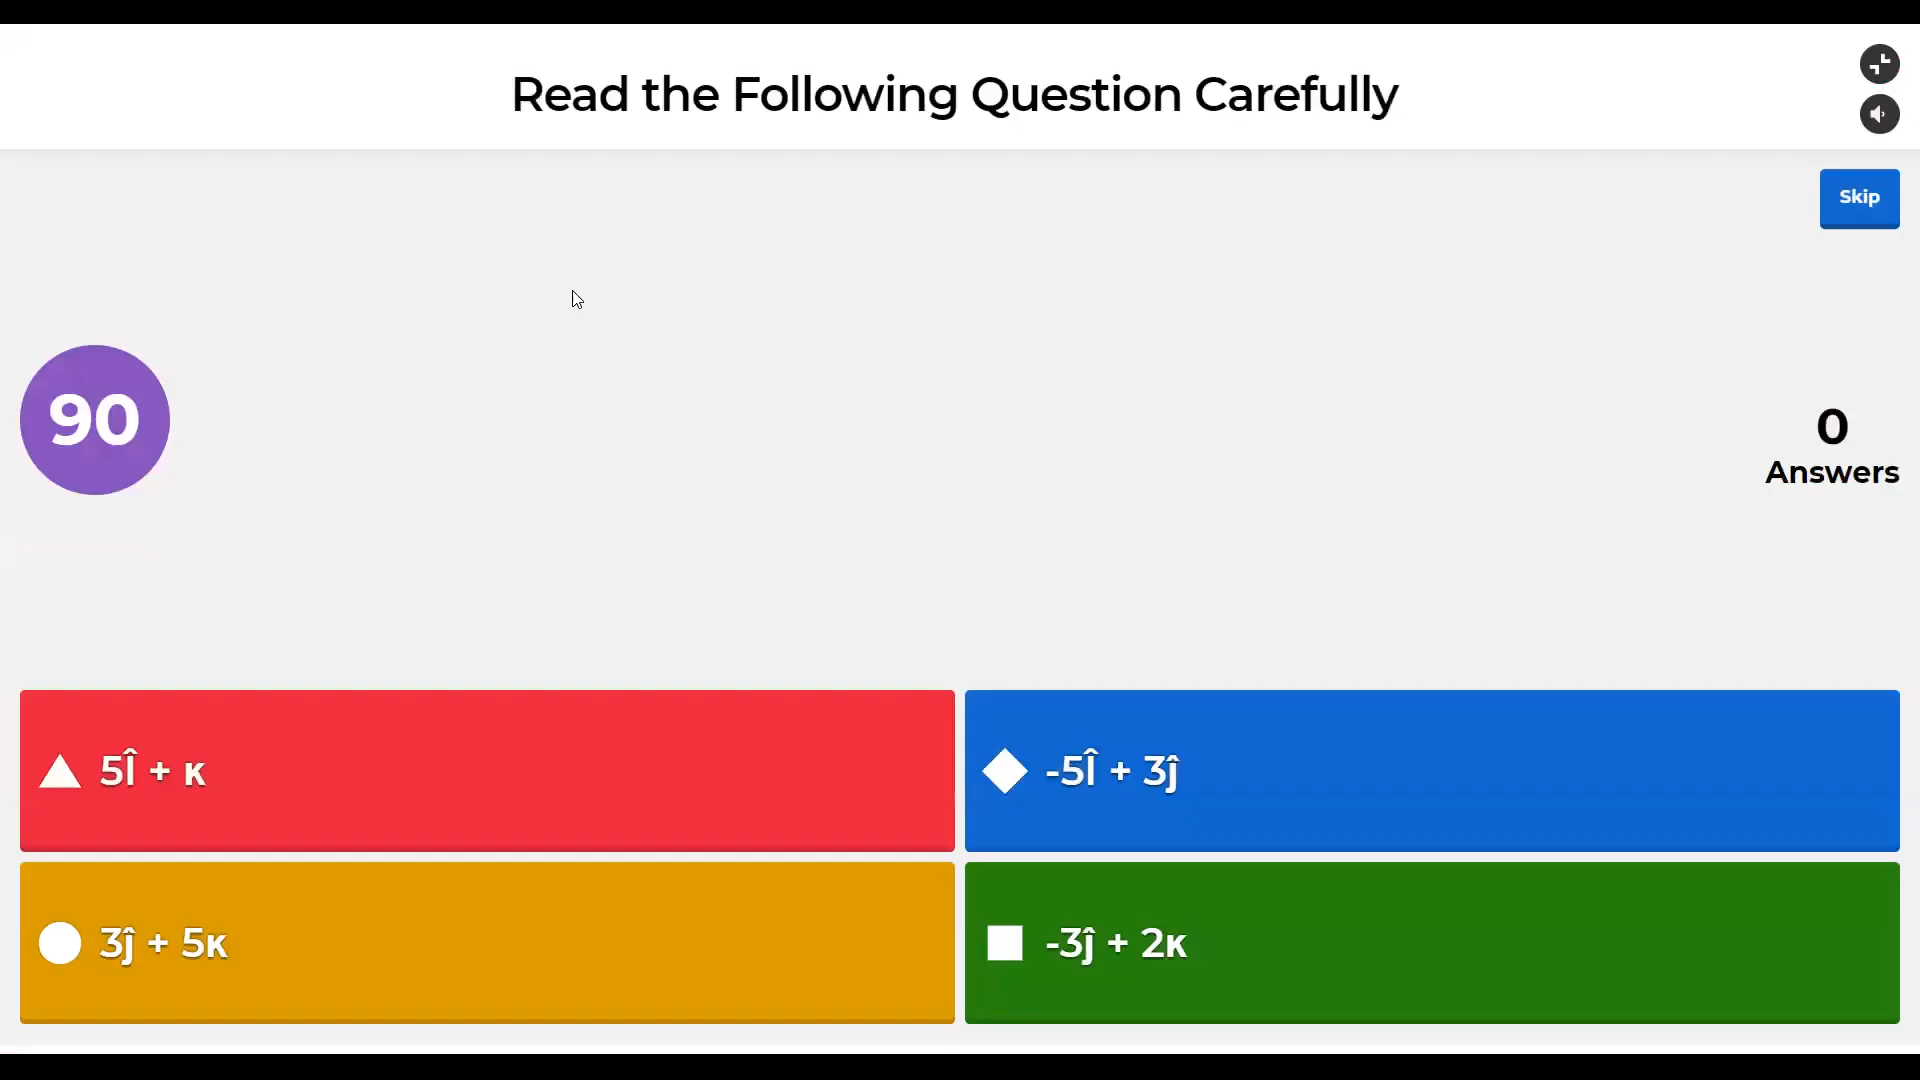 Read the Following Question Carefully
Skip
90
0
Answers
5Î + κ
-5Î + 3ĵ
3ĵ + 5κ
-3ĵ + 2κ